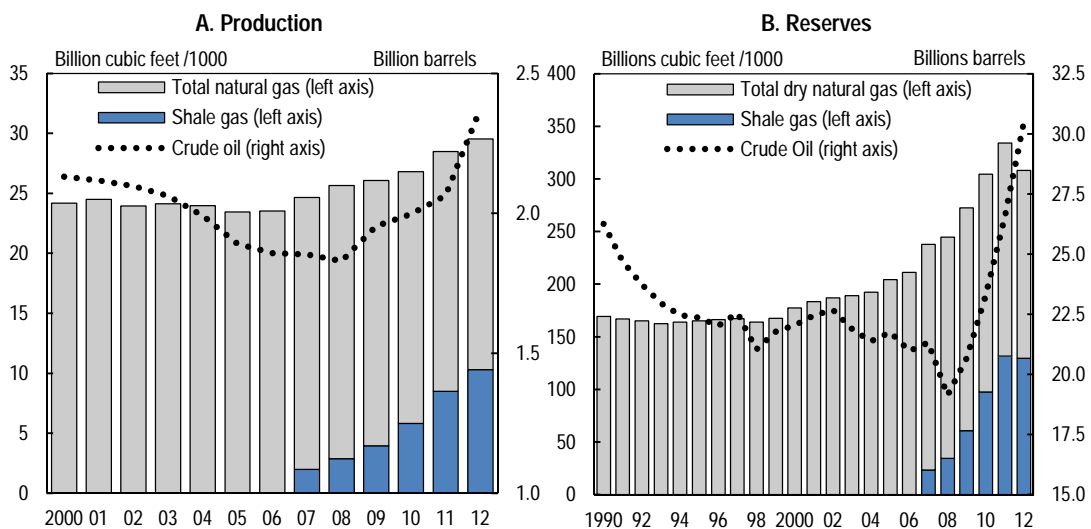 A. Production
Billion cubic feet /1000
Billion barrels
35
30
25
20
15
10
5
0
2.5
2.0
1.5
1.0
Total natural gas (left axis)
Shale gas (left axis)
Crude oil (right axis)
2000 01 02 03 04 05 06 07 08 09 10 11 12
B. Reserves
Billions cubic feet /1000
Billions barrels
400
350
300
250
200
150
100
50
0
32.5
30.0
27.5
25.0
22.5
20.0
17.5
15.0
Total dry natural gas (left axis)
Shale gas (left axis)
Crude Oil (right axis)
1990 92 94 96 98 2000 02 04 06 08 10 12